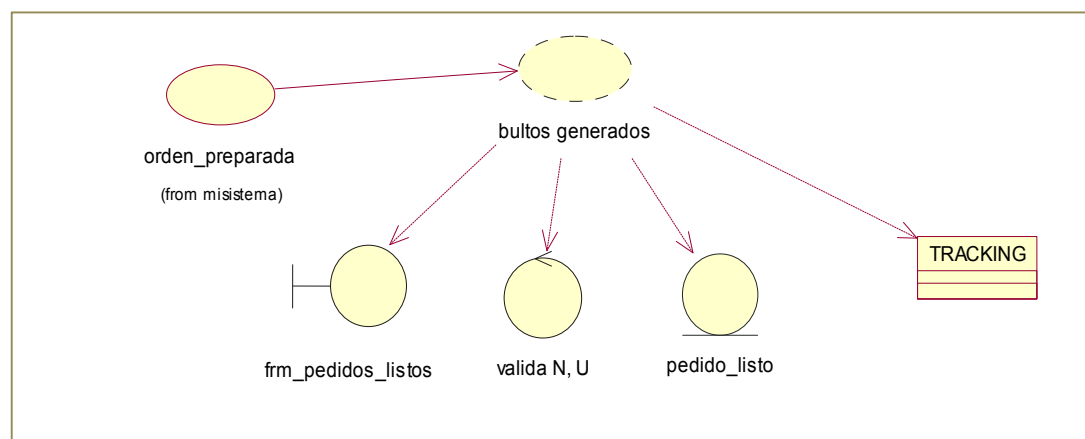 bultos generados
orden_preparada
(from misistema)
TRACKING
frm_pedidos_listos
valida N, U
pedido_listo